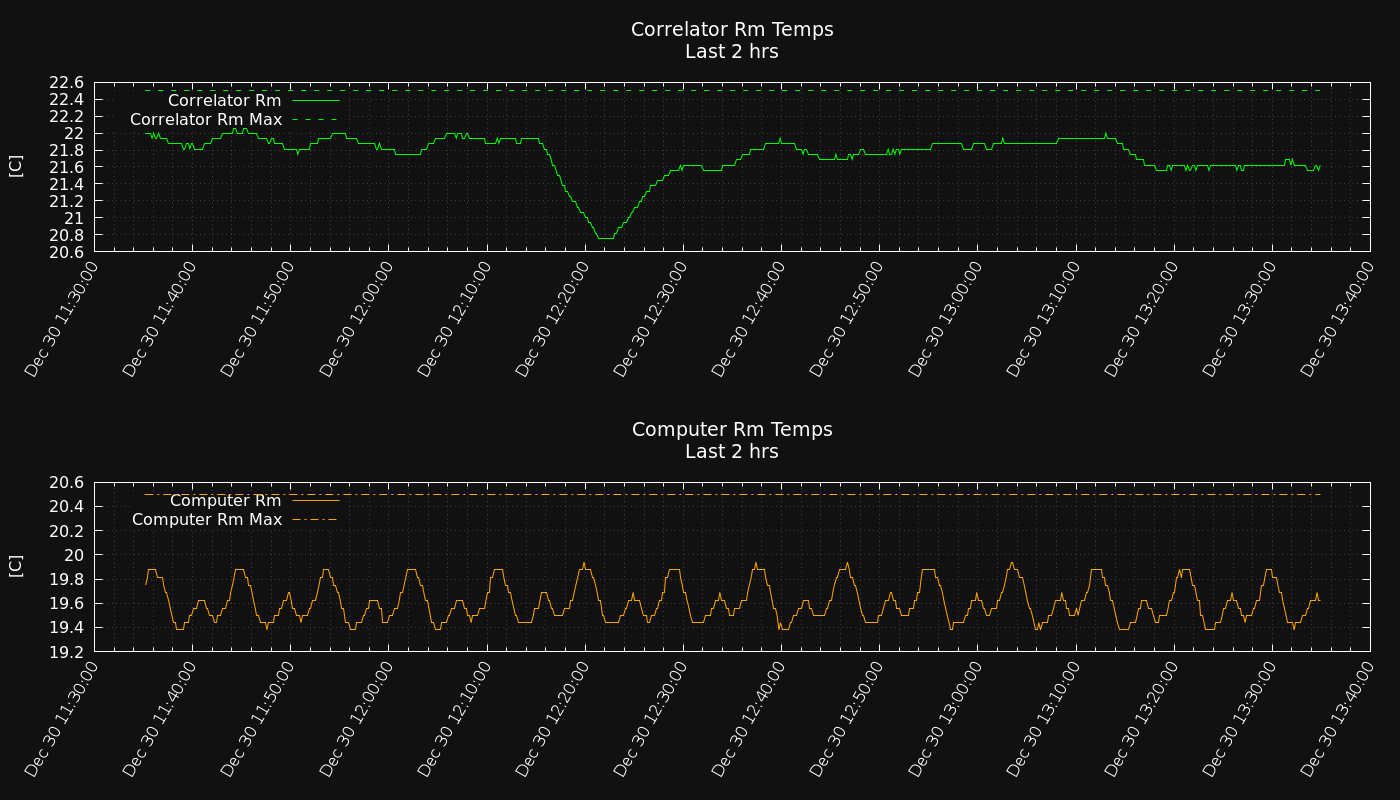 Correlator Rm Temps
Last 2 hrs
22.6
22.4
22.2
22
21.8
21.6
21.4
21.2
21
20.8
20.6
[C]
Correlator Rm
Correlator Rm Max
Dec 30 11:30:00
Dec 30 11:40:00
Dec 30 11:50:00
Dec 30 12:00:00
Dec 30 12:10:00
Dec 30 12:20:00
Dec 30 12:30:00
Dec 30 12:40:00
Dec 30 12:50:00
Dec 30 13:00:00
Dec 30 13:10:00
Dec 30 13:20:00
Dec 30 13:30:00
Dec 30 13:40:00
Computer Rm Temps
Last 2 hrs
20.6
20.4
20.2
20
19.8
19.6
19.4
19.2
[C]
Computer Rm
Computer Rm Max
Dec 30 11:30:00
Dec 30 11:40:00
Dec 30 11:50:00
Dec 30 12:00:00
Dec 30 12:10:00
Dec 30 12:20:00
Dec 30 12:30:00
Dec 30 12:40:00
Dec 30 12:50:00
Dec 30 13:00:00
Dec 30 13:10:00
Dec 30 13:20:00
Dec 30 13:30:00
Dec 30 13:40:00